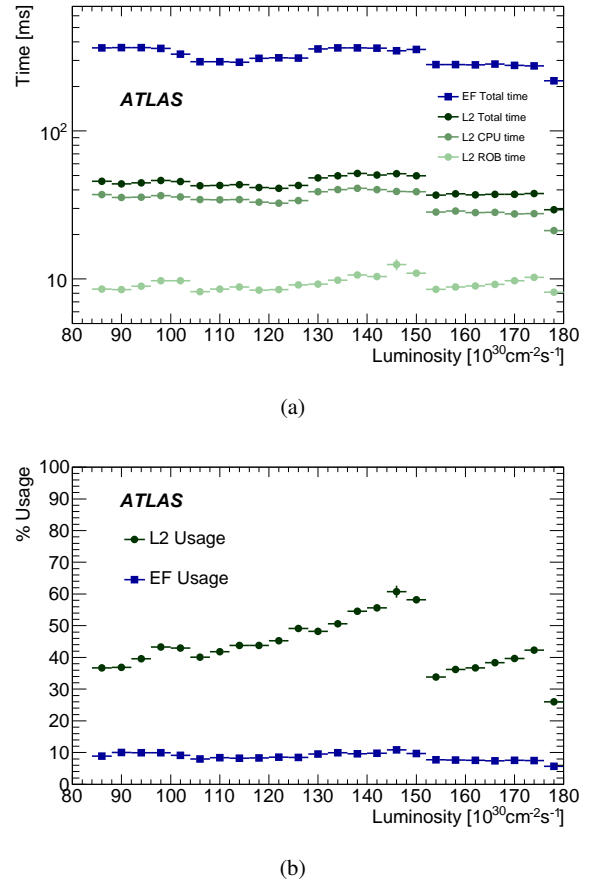 Time [ms]
ATLAS
EF Total time
L2 Total time
L2 CPU time
L2 ROB time
10²
10
80 90 100 110 120 130 140 150 160 170 180
Luminosity [10³⁰cm⁻²s⁻¹]
(a)
% Usage
100
90
80
70
60
50
40
30
20
10
0
ATLAS
L2 Usage
EF Usage
80 90 100 110 120 130 140 150 160 170 180
Luminosity [10³⁰cm⁻²s⁻¹]
(b)